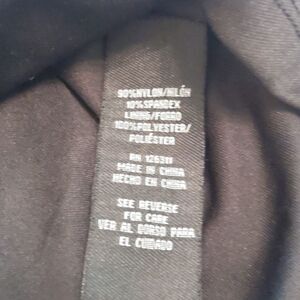 90%NYLON/NILÓN
10%SPANDEX
LINING/FORRO
100%POLYESTER/
POLIÉSTER
RN 126311
MADE IN CHINA
HECHO EN CHINA
SEE REVERSE
FOR CARE
VER AL DORSO PARA
EL CUIDADO